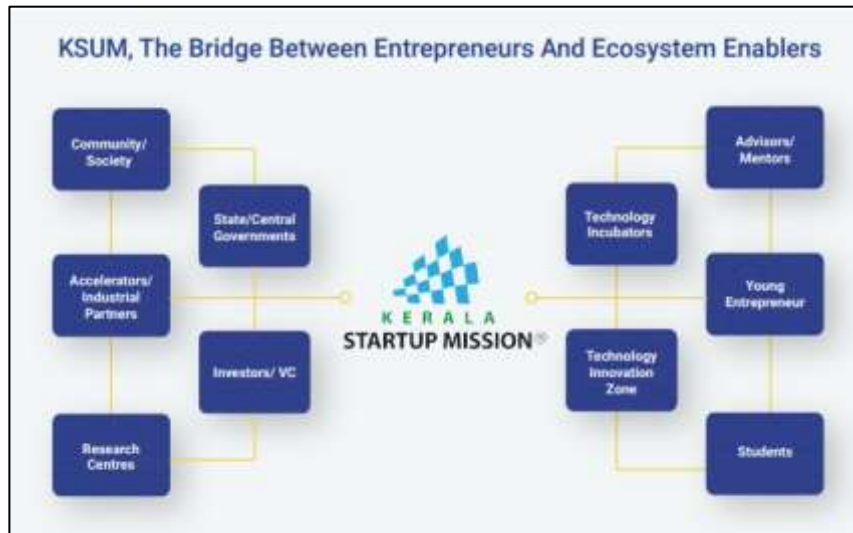 KSUM, The Bridge Between Entrepreneurs And Ecosystem Enablers
Community/
Society
State/Central
Governments
Accelerators/
Industrial
Partners
Investors/ VC
Research
Centres
KERALA
STARTUP MISSION®
Advisors/
Mentors
Technology
Incubators
Young
Entrepreneur
Technology
Innovation
Zone
Students